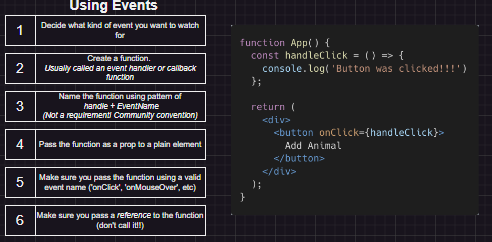 Using Events
1
Decide what kind of event you want to watch
for
2
Create a function.
Usually called an event handler or callback
function
3
Name the function using pattern of
handle + EventName
(Not a requirement! Community convention)
4
Pass the function as a prop to a plain element
5
Make sure you pass the function using a valid
event name ('onClick', 'onMouseOver', etc)
6
Make sure you pass a reference to the function
(don't call it!!)
function App() {
const handleClick = () => {
console.log('Button was clicked!!!')
};
return (
<div>
<button onClick={handleClick}>
Add Animal
</button>
</div>
);
}